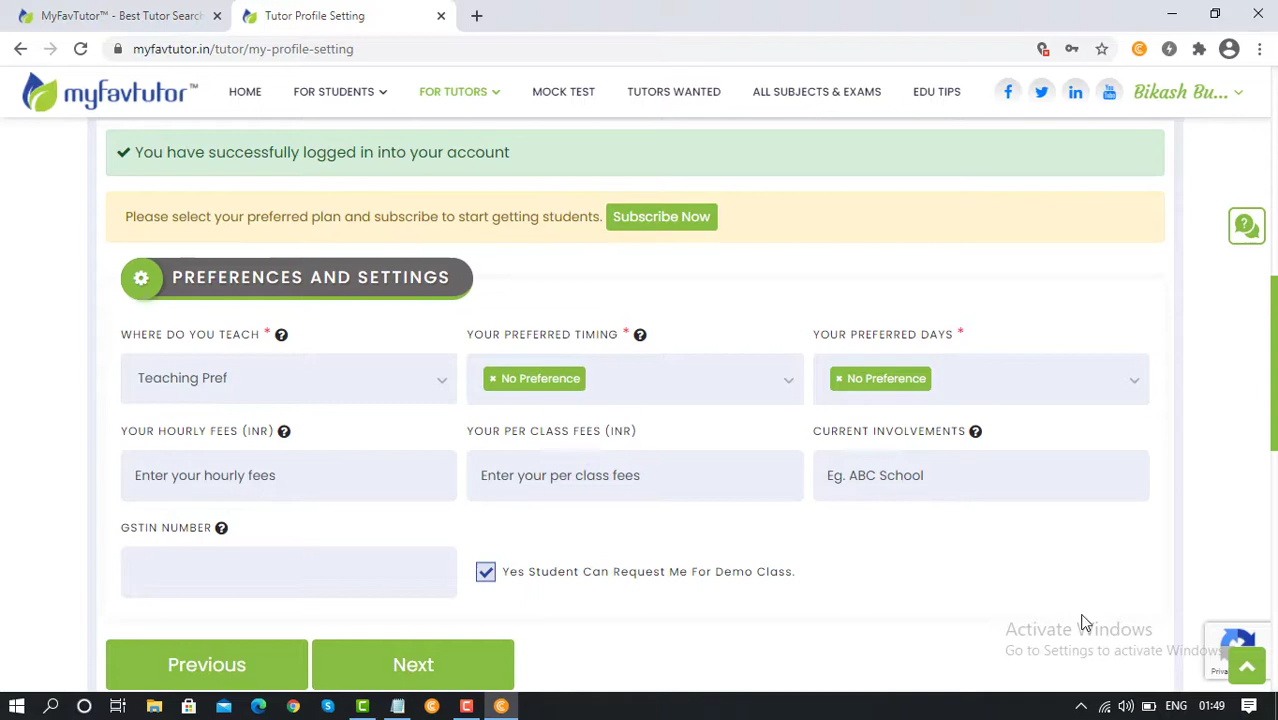 MyFavTutor™ - Best Tutor Search
Tutor Profile Setting
myfavtutor.in/tutor/my-profile-setting
myfavtutor™
HOME
FOR STUDENTS
FOR TUTORS
MOCK TEST
TUTORS WANTED
ALL SUBJECTS & EXAMS
EDU TIPS
Bikash Bu...
You have successfully logged in into your account
Please select your preferred plan and subscribe to start getting students. Subscribe Now
PREFERENCES AND SETTINGS
WHERE DO YOU TEACH *
YOUR PREFERRED TIMING *
YOUR PREFERRED DAYS *
Teaching Pref
× No Preference
× No Preference
YOUR HOURLY FEES (INR)
YOUR PER CLASS FEES (INR)
CURRENT INVOLVEMENTS
Enter your hourly fees
Enter your per class fees
Eg. ABC School
GSTIN NUMBER
Yes Student Can Request Me For Demo Class.
Activate Windows
Go to Settings to activate Windows
Previous
Next
ENG
01:49